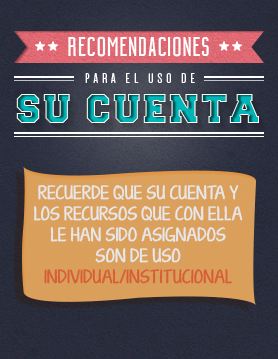 RECOMENDACIONES
PARA EL USO DE
SU CUENTA
RECUERDE QUE SU CUENTA Y
LOS RECURSOS QUE CON ELLA
LE HAN SIDO ASIGNADOS
SON DE USO
INDIVIDUAL/INSTITUCIONAL